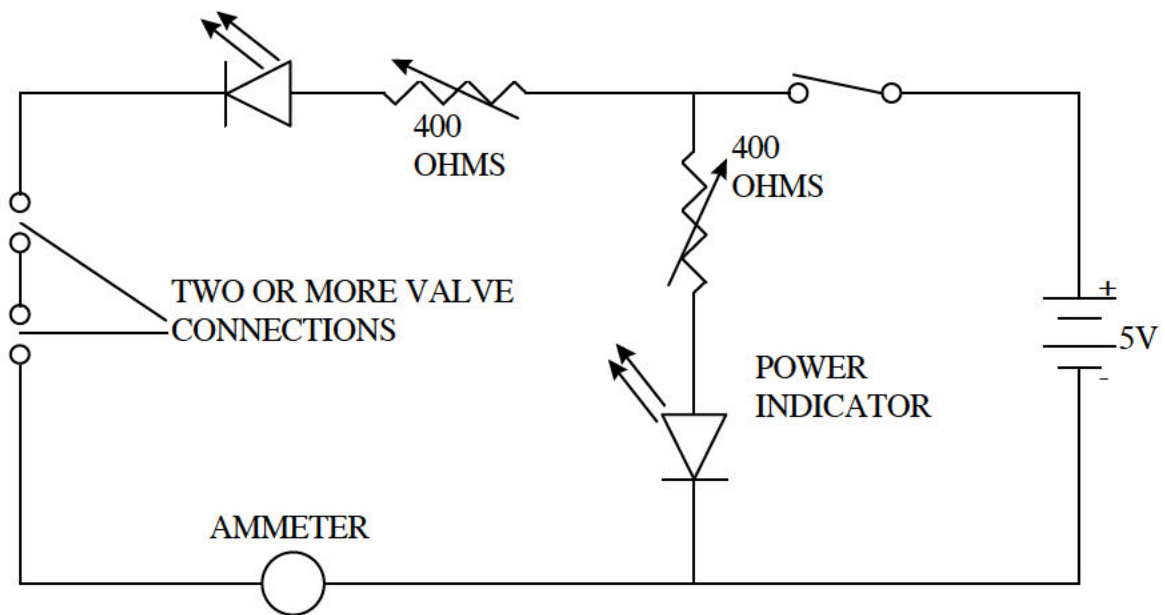 400
OHMS
400
OHMS
TWO OR MORE VALVE
CONNECTIONS
+
5V
-
POWER
INDICATOR
AMMETER